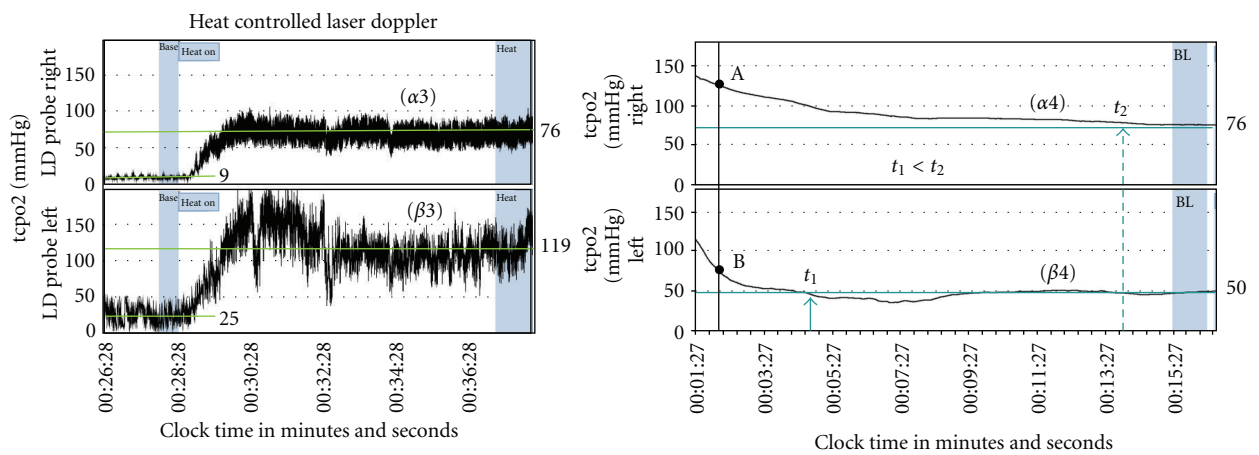 Heat controlled laser doppler
tcpo2 (mmHg)
LD probe right
150
100
50
0
Base
Heat on
Heat
(α3)
76
9
LD probe left
150
100
50
0
Base
Heat on
Heat
(β3)
119
25
00:26:28
00:28:28
00:30:28
00:32:28
00:34:28
00:36:28
Clock time in minutes and seconds
tcpo2
(mmHg)
right
150
100
50
0
A
(α4)
t2
BL
76
t1 < t2
tcpo2
(mmHg)
left
150
100
50
0
B
t1
(β4)
BL
50
00:01:27
00:03:27
00:05:27
00:07:27
00:09:27
00:11:27
00:13:27
00:15:27
Clock time in minutes and seconds